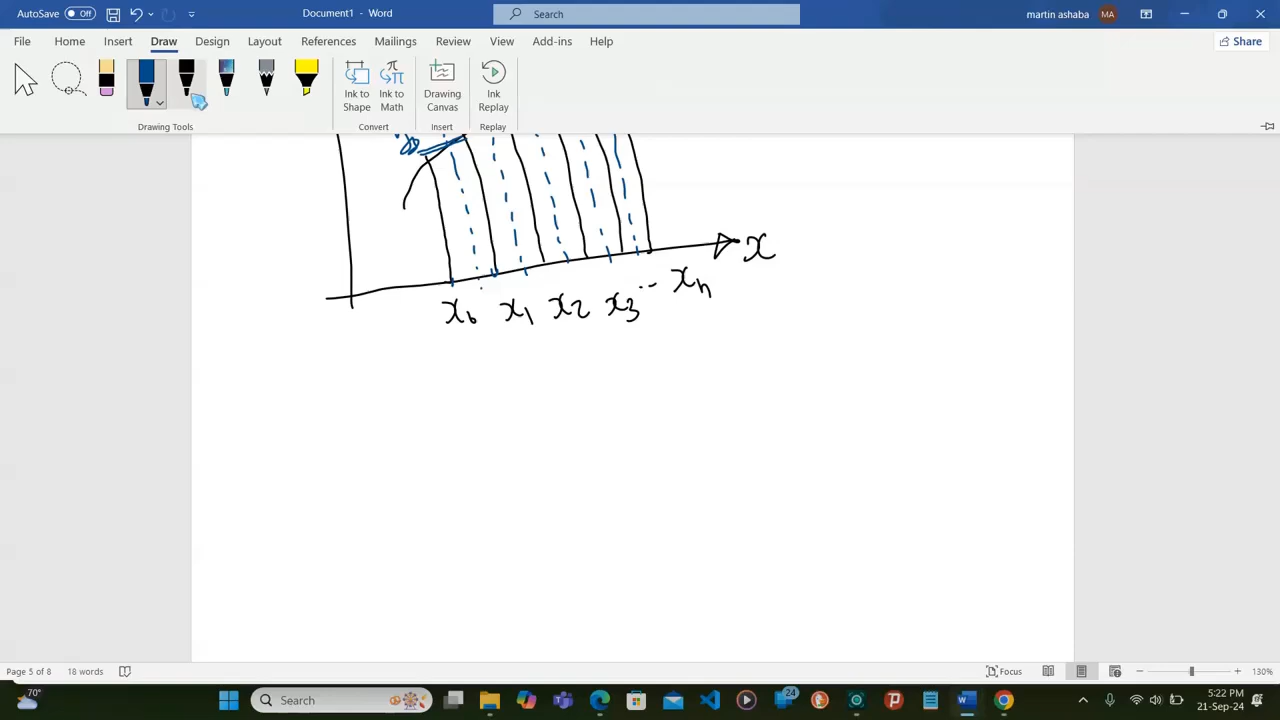 AutoSave Off
Document1 - Word
Search
martin ashaba MA
File Home Insert Draw Design Layout References Mailings Review View Add-ins Help
Share
Ink to Shape
Ink to Math
Drawing Canvas
Ink Replay
Drawing Tools
Convert
Insert
Replay
x
x₀ x₁ x₂ x₃ -- xₙ
Page 5 of 8
18 words
Focus
130%
70°
Search
24
5:22 PM
21-Sep-24